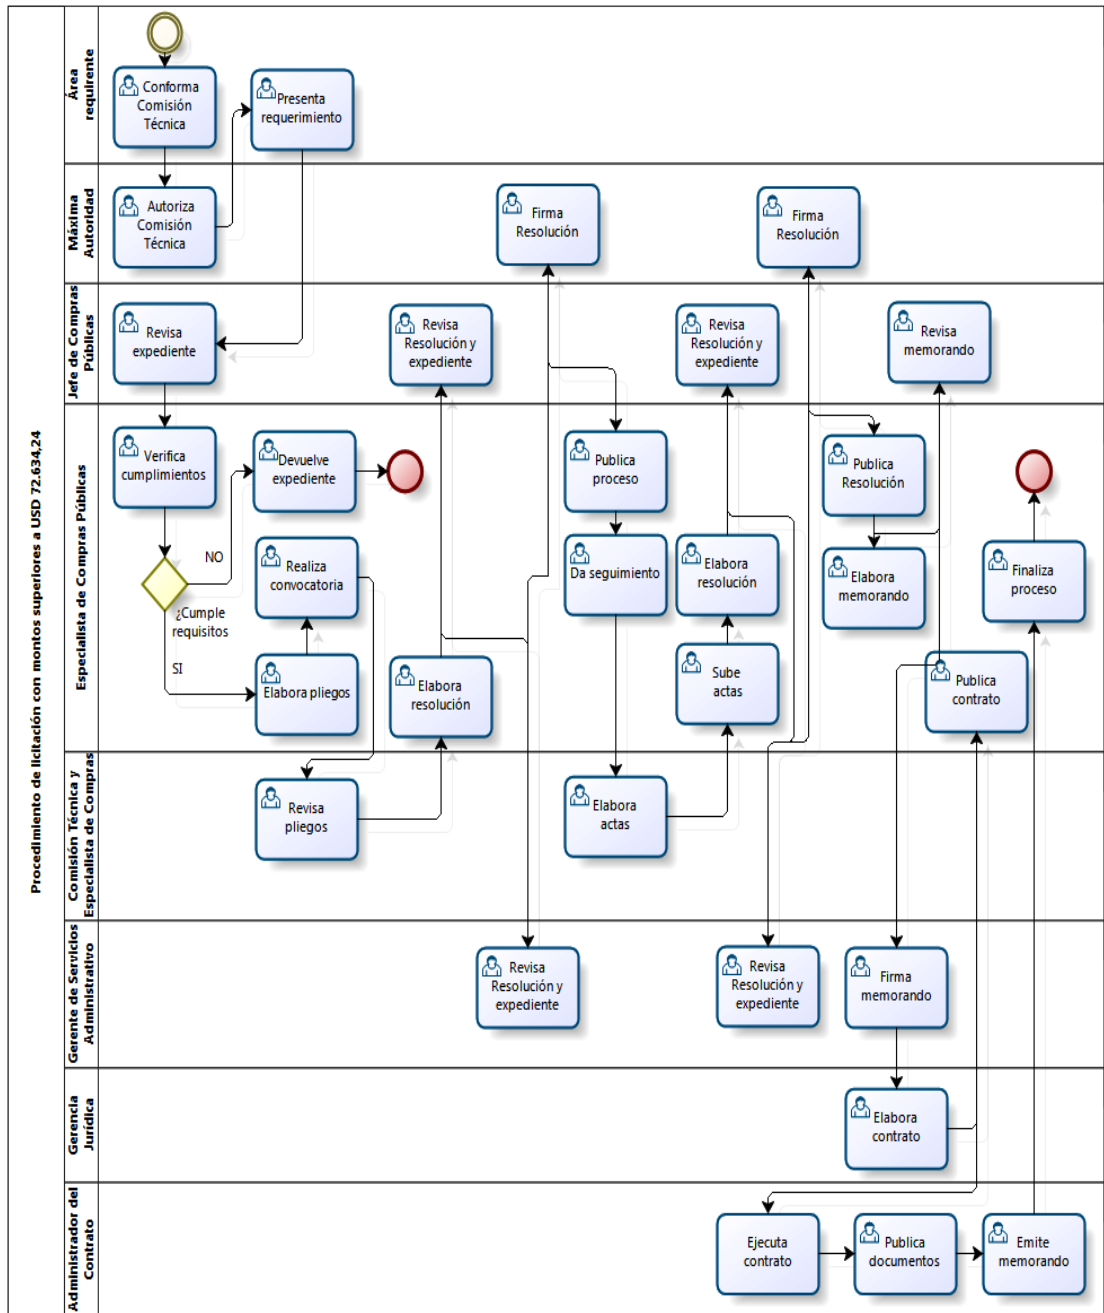 Procedimiento de licitación con montos superiores a USD 72.634,24
Área
requirente
Conforma
Comisión
Técnica
Presenta
requerimiento
Máxima
Autoridad
Autoriza
Comisión
Técnica
Firma
Resolución
Firma
Resolución
Jefe de Compras
Públicas
Revisa
expediente
Revisa
Resolución y
expediente
Revisa
Resolución y
expediente
Revisa
memorando
Especialista de Compras Públicas
Verifica
cumplimientos
Devuelve
expediente
Publica
proceso
Publica
Resolución
NO
¿Cumple
requisitos
SI
Realiza
convocatoria
Da seguimiento
Elabora
resolución
Elabora
memorando
Finaliza
proceso
Elabora pliegos
Elabora
resolución
Sube
actas
Publica
contrato
Comisión Técnica y
Especialista de Compras
Revisa
pliegos
Elabora
actas
Gerente de Servicios
Administrativo
Revisa
Resolución y
expediente
Revisa
Resolución y
expediente
Firma
memorando
Gerencia
Jurídica
Elabora
contrato
Administrador del
Contrato
Ejecuta
contrato
Publica
documentos
Emite
memorando